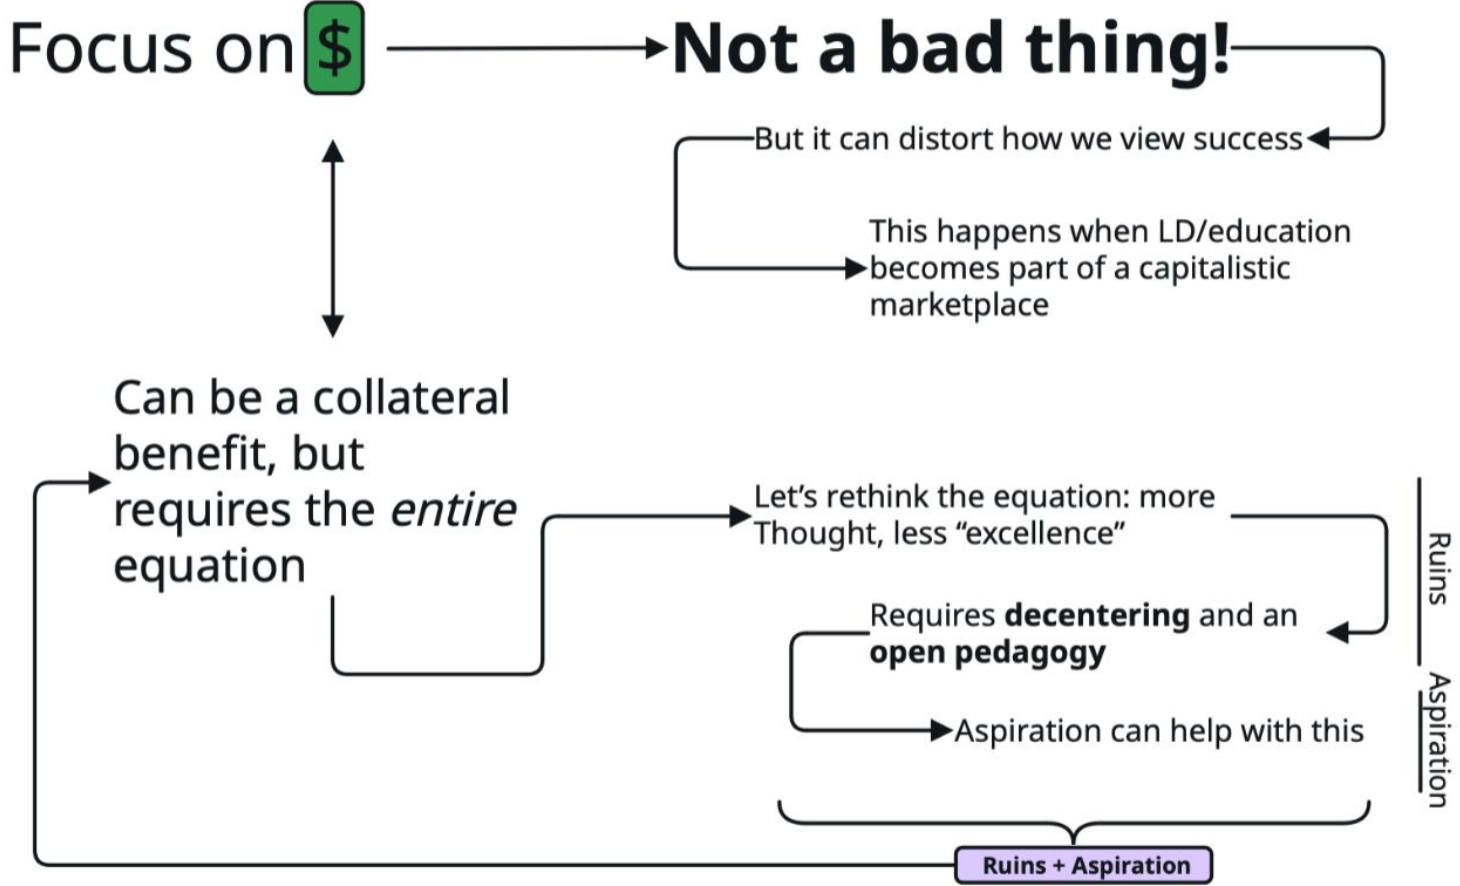 Focus on $
Not a bad thing!
But it can distort how we view success
This happens when LD/education
becomes part of a capitalistic
marketplace
Can be a collateral
benefit, but
requires the entire
equation
Let’s rethink the equation: more
Thought, less “excellence”
Requires decentering and an
open pedagogy
Aspiration can help with this
Ruins
Aspiration
Ruins + Aspiration